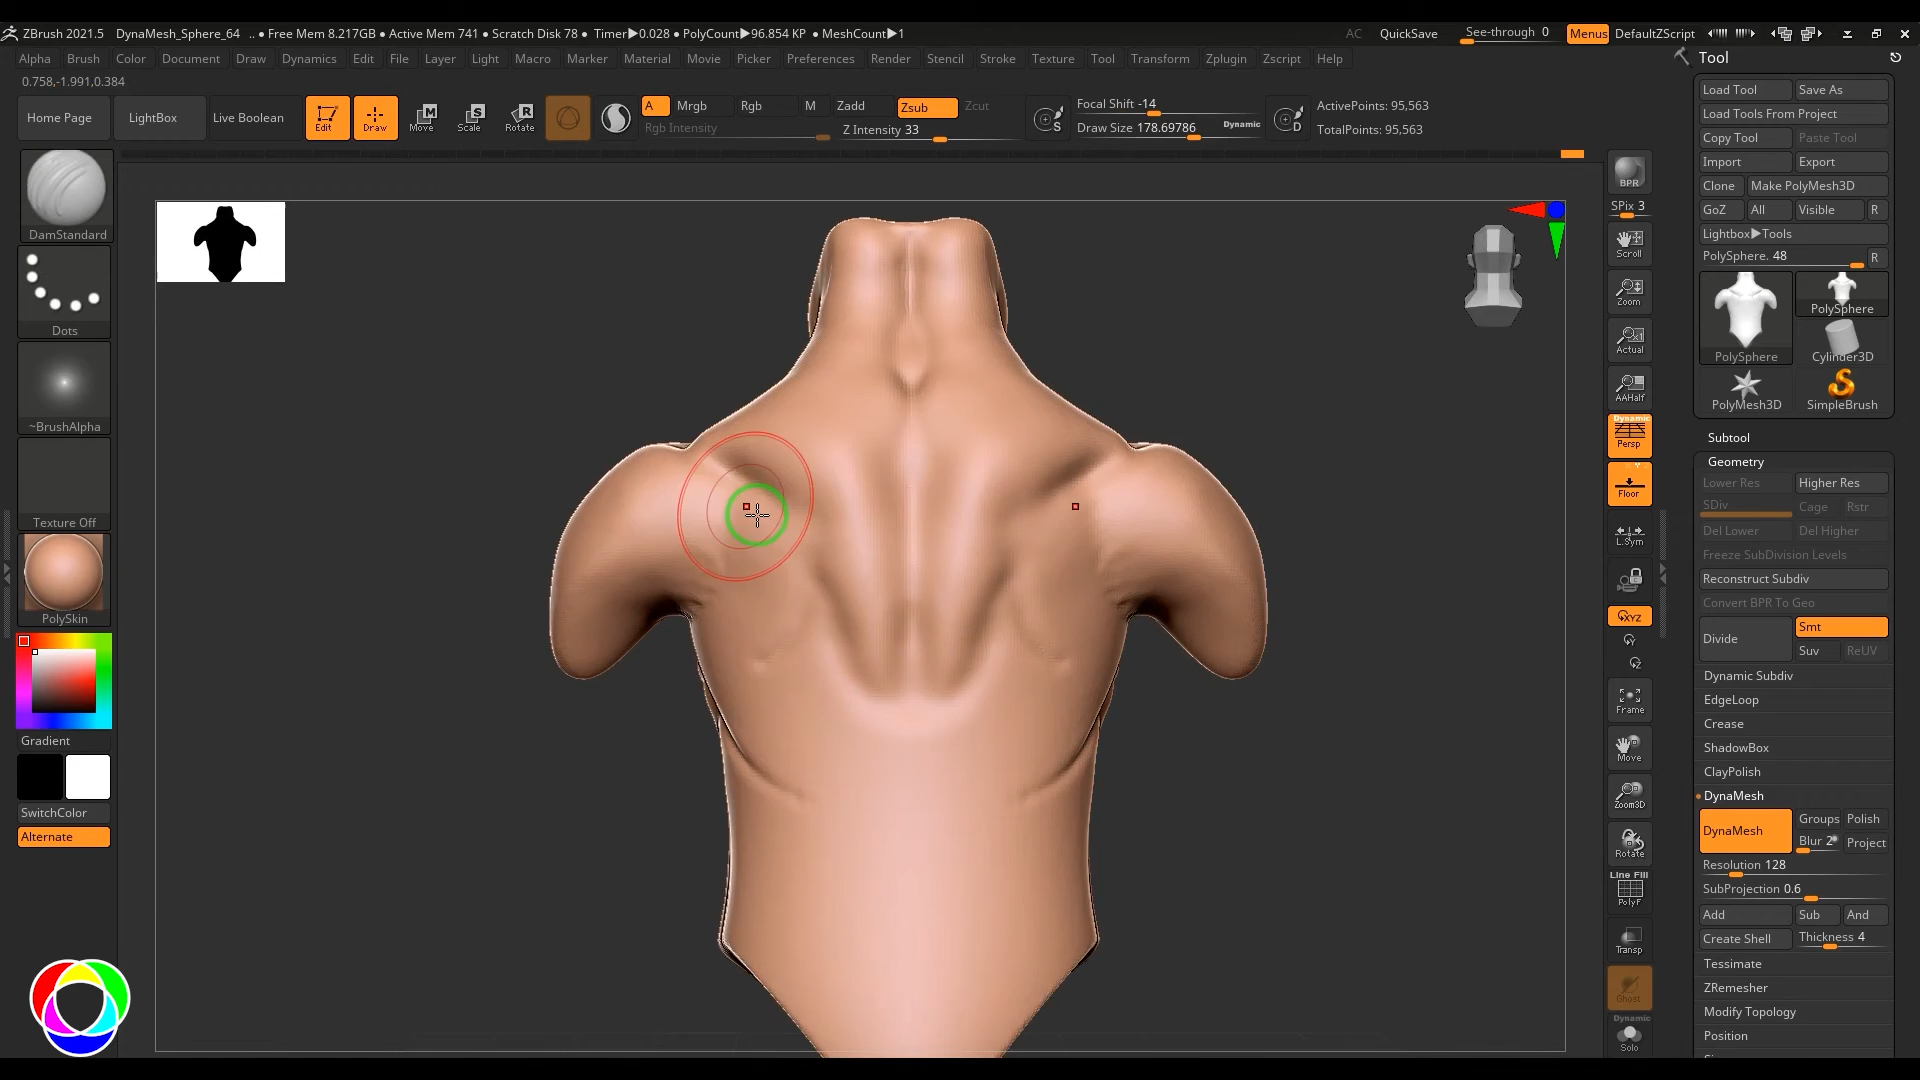 ZBrush 2021.5 DynaMesh_Sphere_64 .. ● Free Mem 8.217GB ● Active Mem 741 ● Scratch Disk 78 ● Timer▶0.028 ● PolyCount▶96.854 KP ● MeshCount▶1
AC QuickSave See-through 0 Menus DefaultZScript
Alpha Brush Color Document Draw Dynamics Edit File Layer Light Macro Marker Material Movie Picker Preferences Render Stencil Stroke Texture Tool Transform Zplugin Zscript Help
0.758,-1.991,0.384
Home Page LightBox Live Boolean Edit Draw Move Scale Rotate
A Mrgb Rgb M Zadd Zsub Zcut
Rgb Intensity Z Intensity 33
S Focal Shift -14
Draw Size 178.69786 Dynamic D
ActivePoints: 95,563
TotalPoints: 95,563
DamStandard
Dots
~BrushAlpha
Texture Off
PolySkin
Gradient
SwitchColor
Alternate
BPR
SPix 3
Scroll
Zoom
Actual
AAHalf
Dynamic
Persp
Floor
L.Sym
XYZ
Y
Z
Frame
Move
Zoom3D
Rotate
Line Fill
PolyF
Transp
Ghost
Dynamic
Solo
Tool
Load Tool Save As
Load Tools From Project
Copy Tool Paste Tool
Import Export
Clone Make PolyMesh3D
GoZ All Visible R
Lightbox▶Tools
PolySphere. 48 R
PolySphere PolySphere
Cylinder3D
PolyMesh3D SimpleBrush
Subtool
Geometry
Lower Res Higher Res
SDiv Cage Rstr
Del Lower Del Higher
Freeze SubDivision Levels
Reconstruct Subdiv
Convert BPR To Geo
Divide Smt
Suv ReUV
Dynamic Subdiv
EdgeLoop
Crease
ShadowBox
ClayPolish
DynaMesh
DynaMesh Groups Polish
Blur 2 Project
Resolution 128
SubProjection 0.6
Add Sub And
Create Shell Thickness 4
Tessimate
ZRemesher
Modify Topology
Position